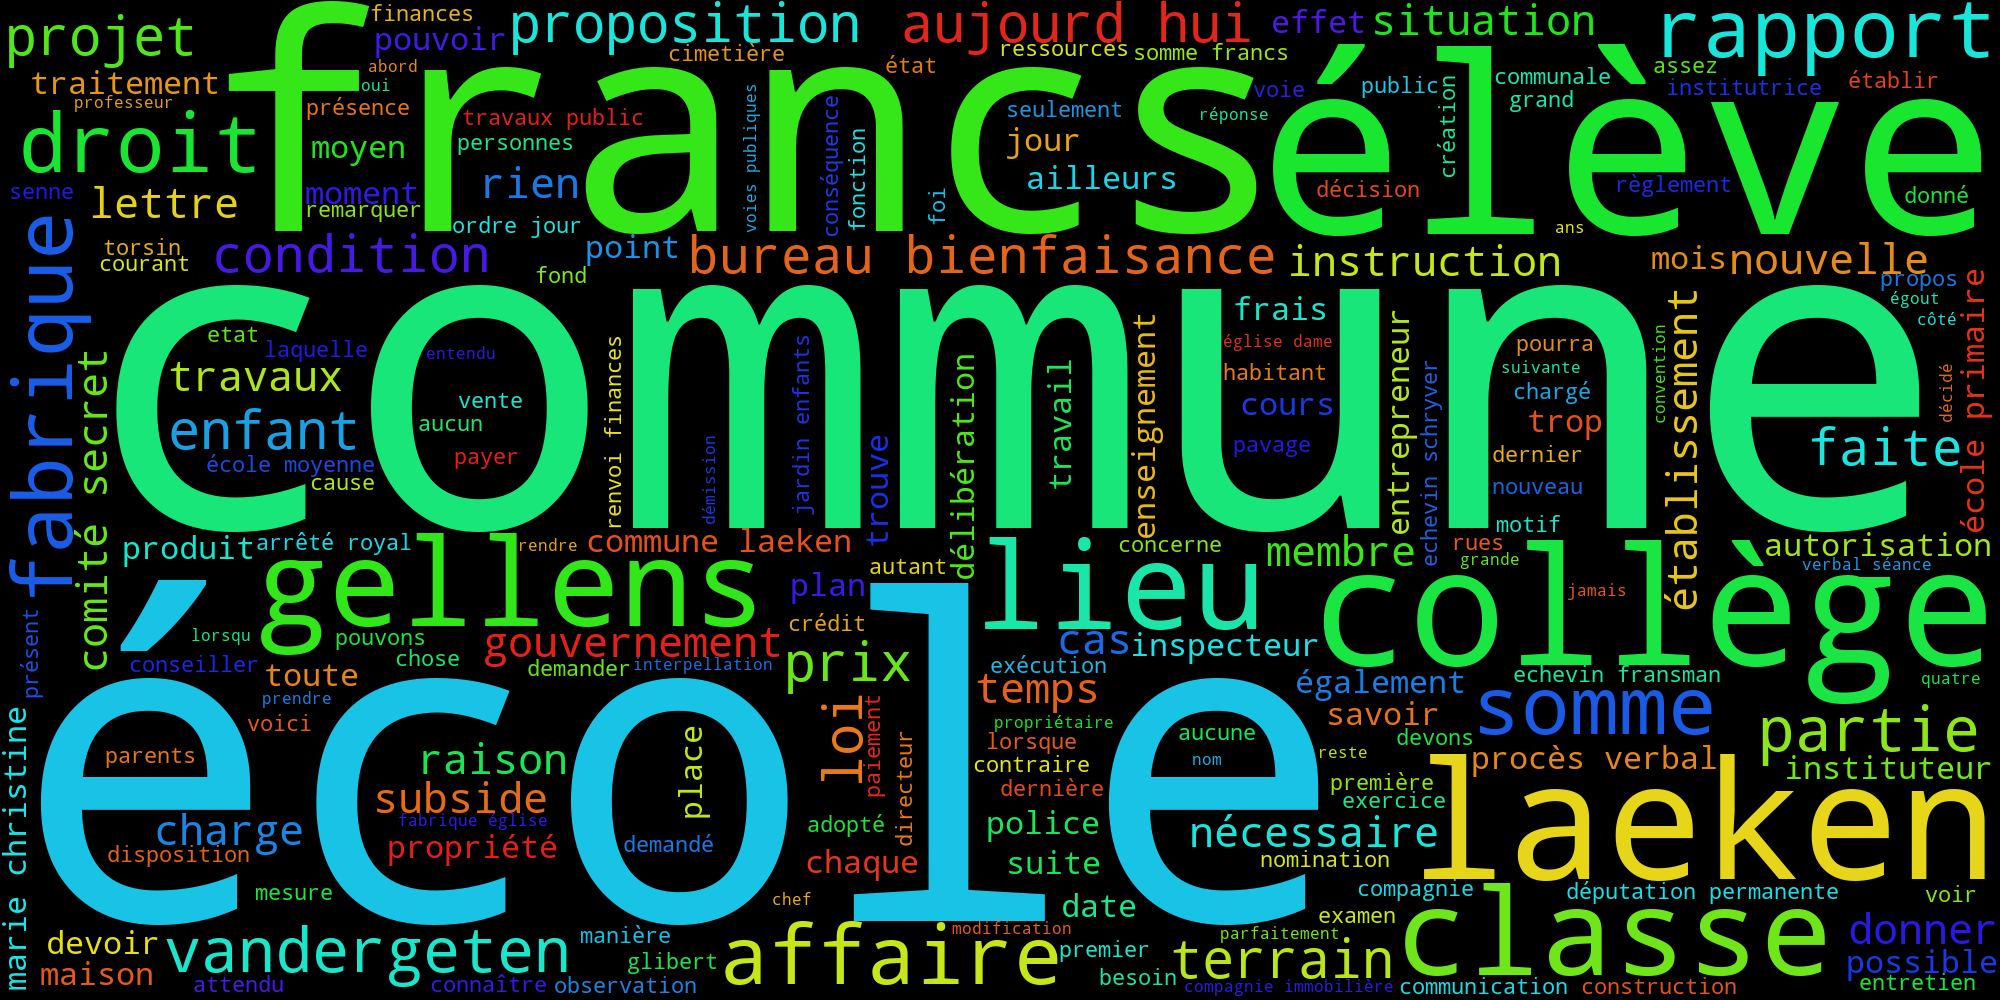 finances
projet
pouvoir
proposition
aujourd hui
effet
situation
rapport
cimetière
ressources
somme francs
francs
élève
traitement
abord
oui
état
voie
public
communale
assez
institutrice
établir
professeur
présence
travaux public
seulement
réponse
grand
création
droit
moyen
personnes
voies publiques
conséquence
fonction
jour
ailleurs
décision
règlement
donné
senne
lettre
moment
remarquer
rien
ordre jour
foi
ans
fabrique
torsin
courant
condition
point
fond
bureau bienfaisance
instruction
mois
nouvelle
propos
égout
côté
école primaire
commune
etat
laquelle
entendu
travaux
vente
aucun
enfant
école moyenne
cause
payer
comité secret
renvoi finances
démission
jardin enfants
trouve
délibération
travail
enseignement
frais
église dame
habitant
cours
pavage
entrepreneur
echevin schryver
pourra
suivante
chargé
trop
dernier
nouveau
motif
convention
établissement
décidé
faite
produit
arrêté royal
rendre
commune laeken
concerne
membre
rues
grande
autorisation
verbal séance
gellens
autant
plan
crédit
lieu
collège
jamais
présent
lorsqu
pouvons
gouvernement
cas
inspecteur
conseiller
chose
demander
interpellation
prix
exécution
echevin fransman
quatre
toute
prendre
temps
également
somme
école
voici
loi
paiement
directeur
propriétaire
savoir
devons
partie
marie christine
parents
raison
place
lorsque
aucune
reste
procès verbal
contraire
nom
instituteur
subside
dernière
première
exercice
laeken
charge
fabrique église
adopté
police
nécessaire
disposition
propriété
demandé
chaque
suite
nomination
mesure
chef
compagnie
députation permanente
voir
date
examen
classe
devoir
vandergeten
manière
affaire
modification
premier
parfaitement
donner
maison
glibert
terrain
possible
attendu
connaître
observation
besoin
compagnie immobilière
communication
construction
entretien